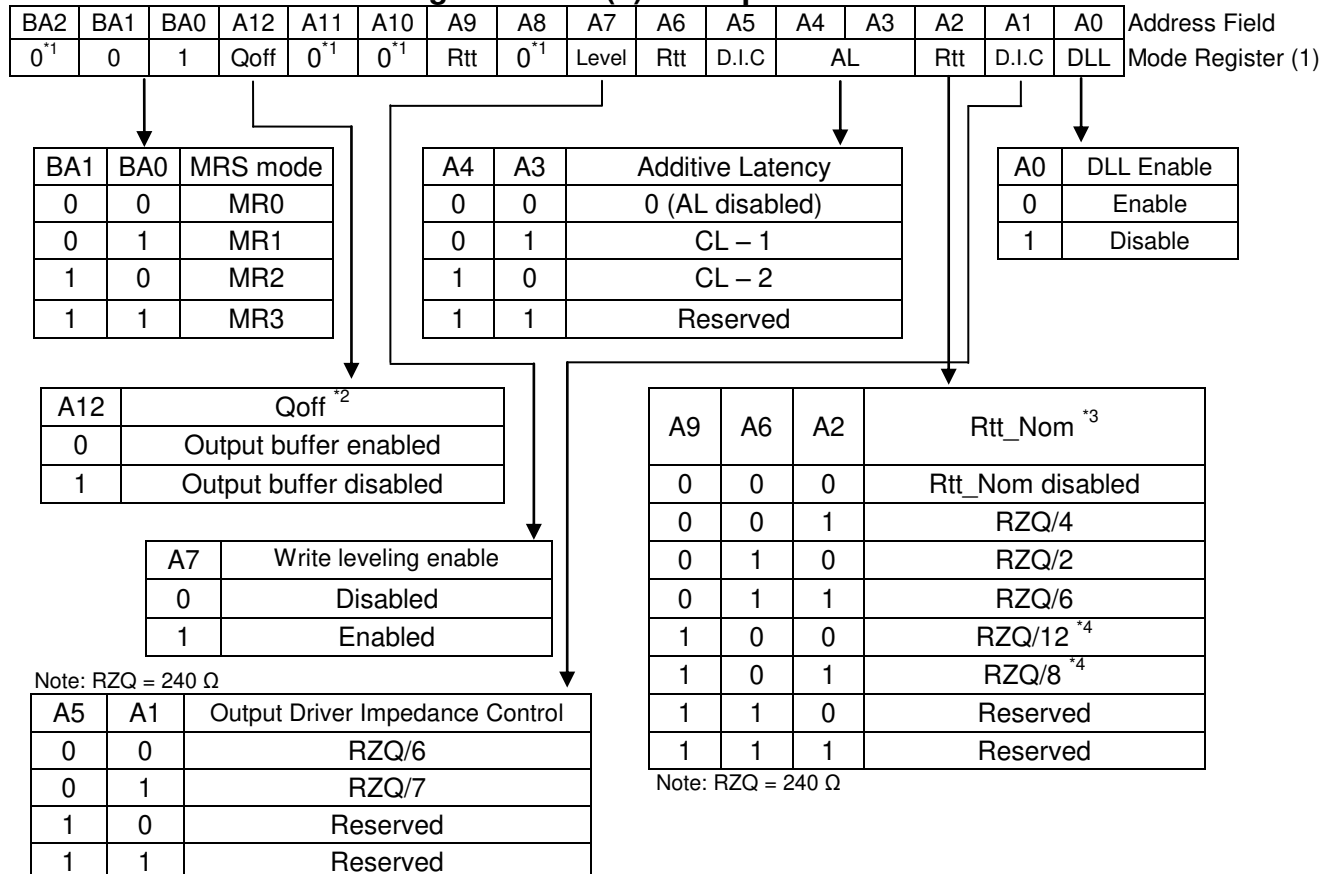 BA2 BA1 BA0 A12 A11 A10 A9 A8 A7 A6 A5 A4 A3 A2 A1 A0 Address Field
0*1 0 1 Qoff 0*1 0*1 Rtt 0*1 Level Rtt D.I.C AL Rtt D.I.C DLL Mode Register (1)
BA1 BA0 MRS mode
0 0 MR0
0 1 MR1
1 0 MR2
1 1 MR3
A4 A3 Additive Latency
0 0 0 (AL disabled)
0 1 CL – 1
1 0 CL – 2
1 1 Reserved
A0 DLL Enable
0 Enable
1 Disable
A12 Qoff *2
0 Output buffer enabled
1 Output buffer disabled
A9 A6 A2 Rtt_Nom *3
0 0 0 Rtt_Nom disabled
0 0 1 RZQ/4
0 1 0 RZQ/2
0 1 1 RZQ/6
1 0 0 RZQ/12 *4
1 0 1 RZQ/8 *4
1 1 0 Reserved
1 1 1 Reserved
Note: RZQ = 240 Ω
A7 Write leveling enable
0 Disabled
1 Enabled
Note: RZQ = 240 Ω
A5 A1 Output Driver Impedance Control
0 0 RZQ/6
0 1 RZQ/7
1 0 Reserved
1 1 Reserved